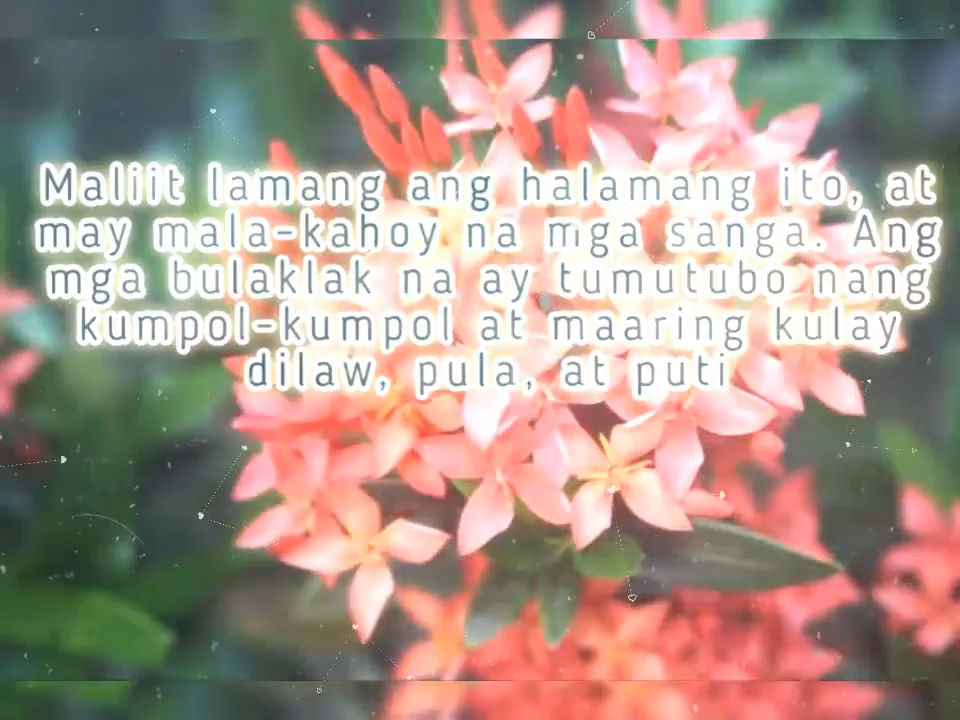 Maliit lamang ang halamang ito, at
may mala-kahoy na mga sanga. Ang
mga bulaklak na ay tumutubo nang
kumpol-kumpol at maaring kulay
dilaw, pula, at puti